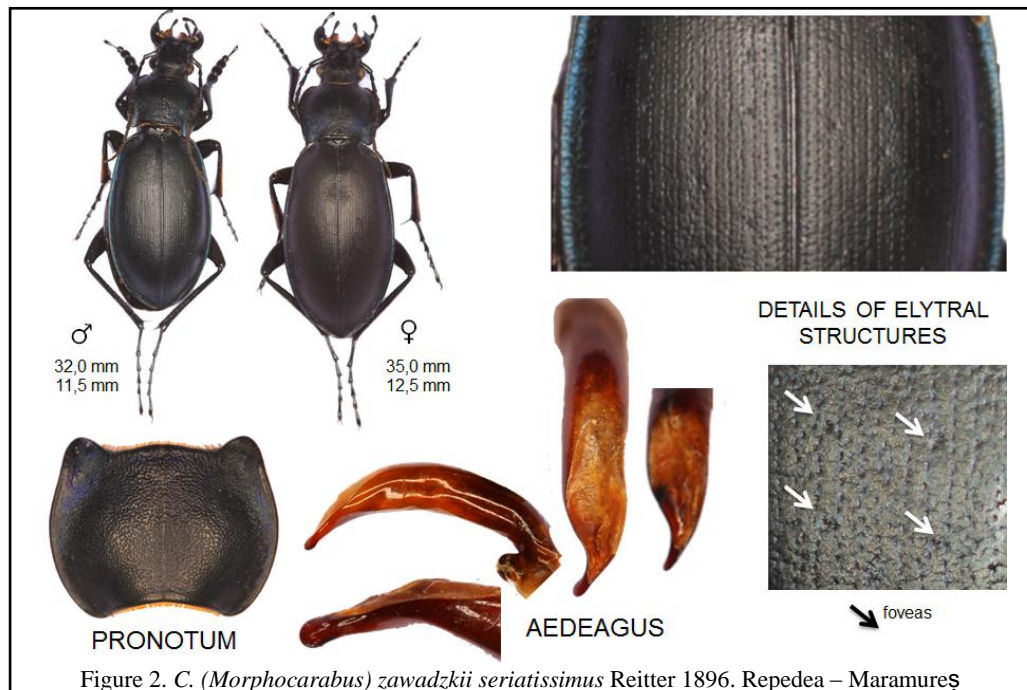 ♂
32,0 mm
11,5 mm
♀
35,0 mm
12,5 mm
DETAILS OF ELYTRAL
STRUCTURES
foveas
PRONOTUM
AEDEAGUS
Figure 2. C. (Morphocarabus) zawadzkii seriatissimus Reitter 1896. Repedea – Maramureş